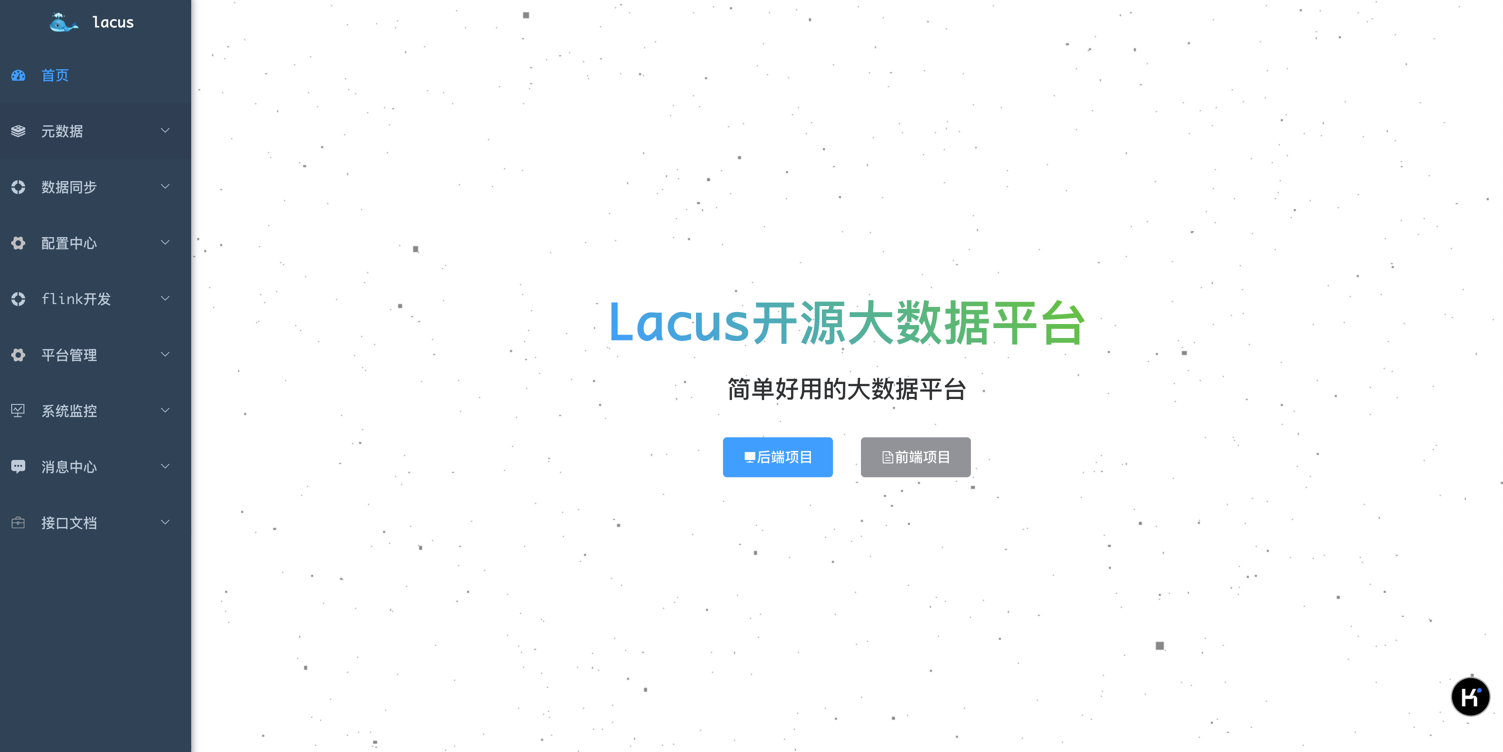 lacus
首页
元数据
数据同步
配置中心
flink开发
平台管理
系统监控
消息中心
接口文档
Lacus开源大数据平台
简单好用的大数据平台
后端项目
前端项目
K